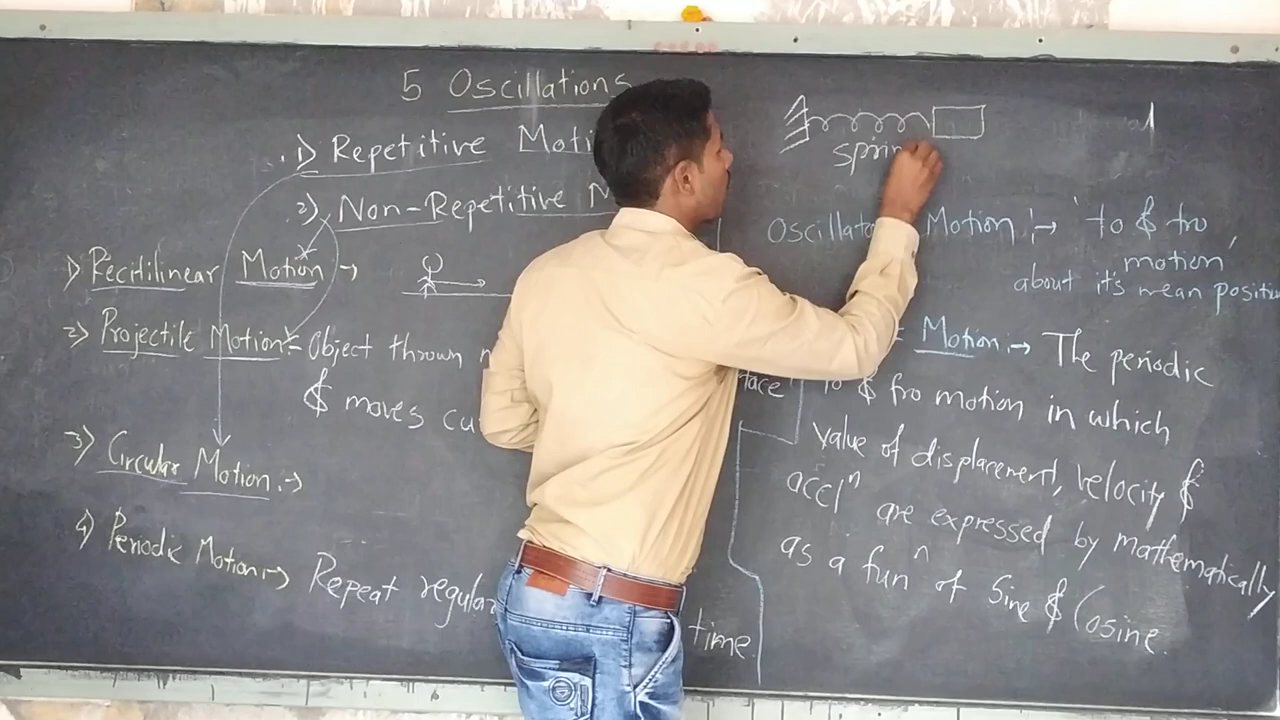 5 Oscillations
1) Repetitive Moti
2) Non-Repetitive M
1) Recitilinear Motion →
2) Projectile Motion:- Object thrown
& moves cu
3) Circular Motion :→
4) Periodic Motion :→ Repeat regular
time
sprin
Oscillato Motion :→ to & fro
motion
about it's mean positi
Motion :→ The periodic
to & fro motion in which
value of displacement, velocity &
accl^n are expressed by mathematically
as a fun^n of Sine & Cosine.